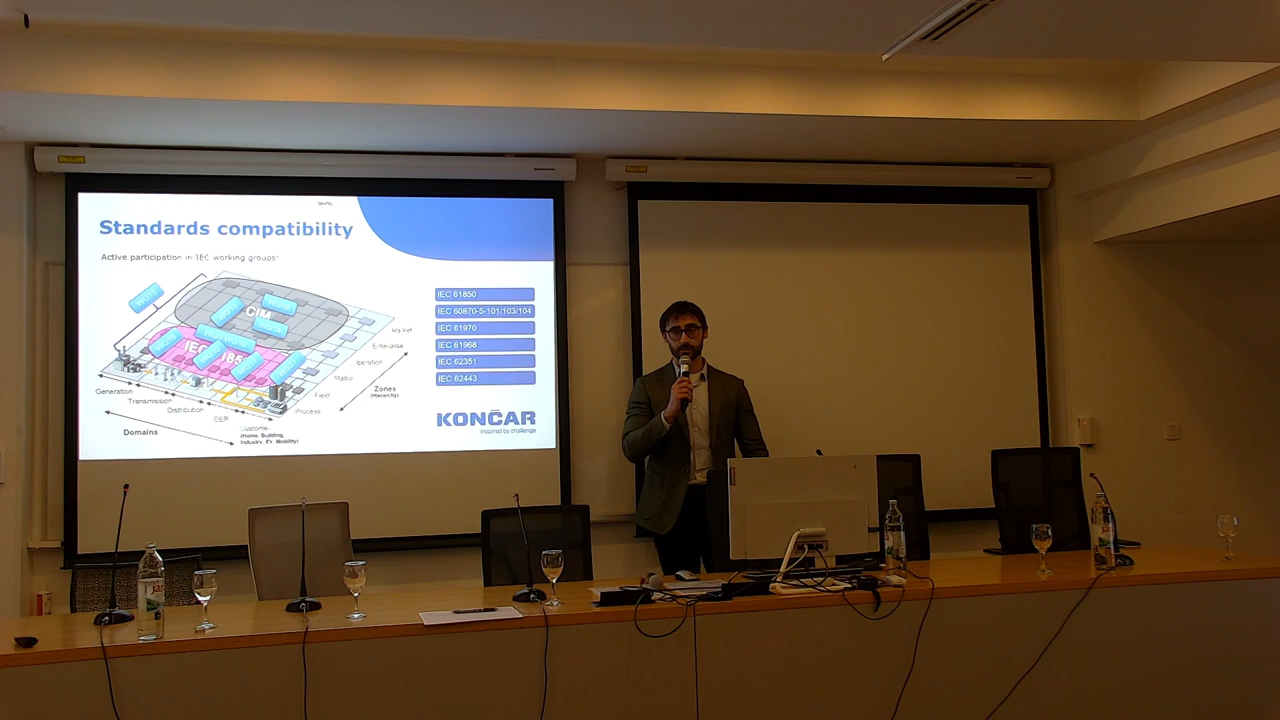 Standards compatibility
Active participation in IEC working groups
CIM
Market
Enterprise
Operation
Station
Field
Process
Zones
(Hierarchy)
Generation
Transmission
Distribution
DER
Customer
(Home, Building,
Industry, EV, Mobility)
Domains
IEC 61850
IEC 60870-5-101/103/104
IEC 61970
IEC 61968
IEC 62351
IEC 62443
KONČAR
Inspired by challenge